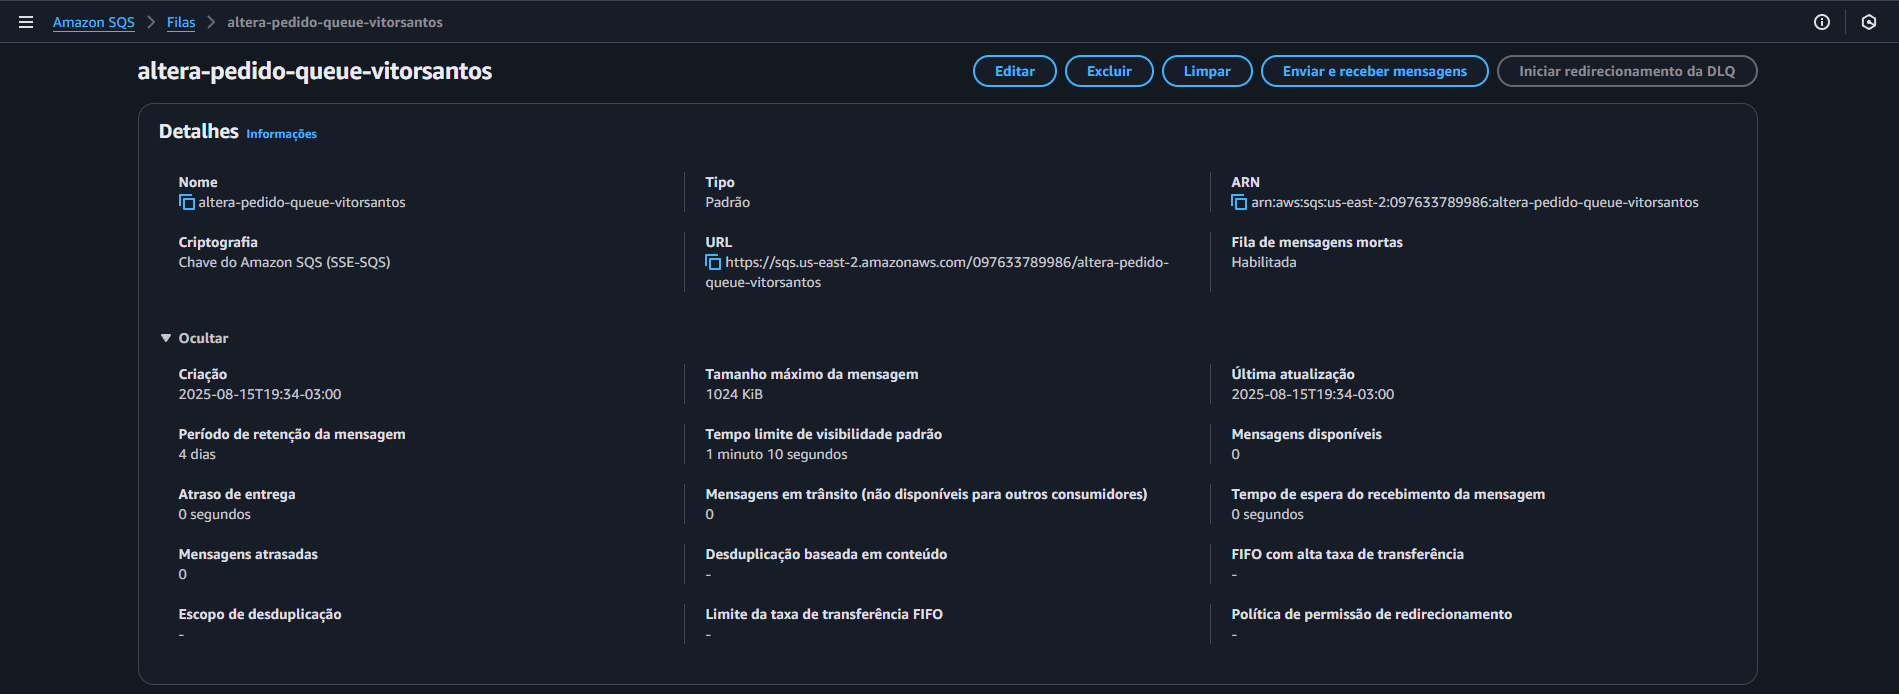 Amazon SQS > Filas > altera-pedido-queue-vitorsantos
altera-pedido-queue-vitorsantos
Editar
Excluir
Limpar
Enviar e receber mensagens
Iniciar redirecionamento da DLQ
Detalhes Informações
Nome
altera-pedido-queue-vitorsantos
Tipo
Padrão
ARN
arn:aws:sqs:us-east-2:097633789986:altera-pedido-queue-vitorsantos
Criptografia
Chave do Amazon SQS (SSE-SQS)
URL
https://sqs.us-east-2.amazonaws.com/097633789986/altera-pedido-
queue-vitorsantos
Fila de mensagens mortas
Habilitada
Ocultar
Criação
2025-08-15T19:34-03:00
Tamanho máximo da mensagem
1024 KiB
Última atualização
2025-08-15T19:34-03:00
Período de retenção da mensagem
4 dias
Tempo limite de visibilidade padrão
1 minuto 10 segundos
Mensagens disponíveis
0
Atraso de entrega
0 segundos
Mensagens em trânsito (não disponíveis para outros consumidores)
0
Tempo de espera do recebimento da mensagem
0 segundos
Mensagens atrasadas
0
Desduplicação baseada em conteúdo
-
FIFO com alta taxa de transferência
-
Escopo de desduplicação
-
Limite da taxa de transferência FIFO
-
Política de permissão de redirecionamento
-